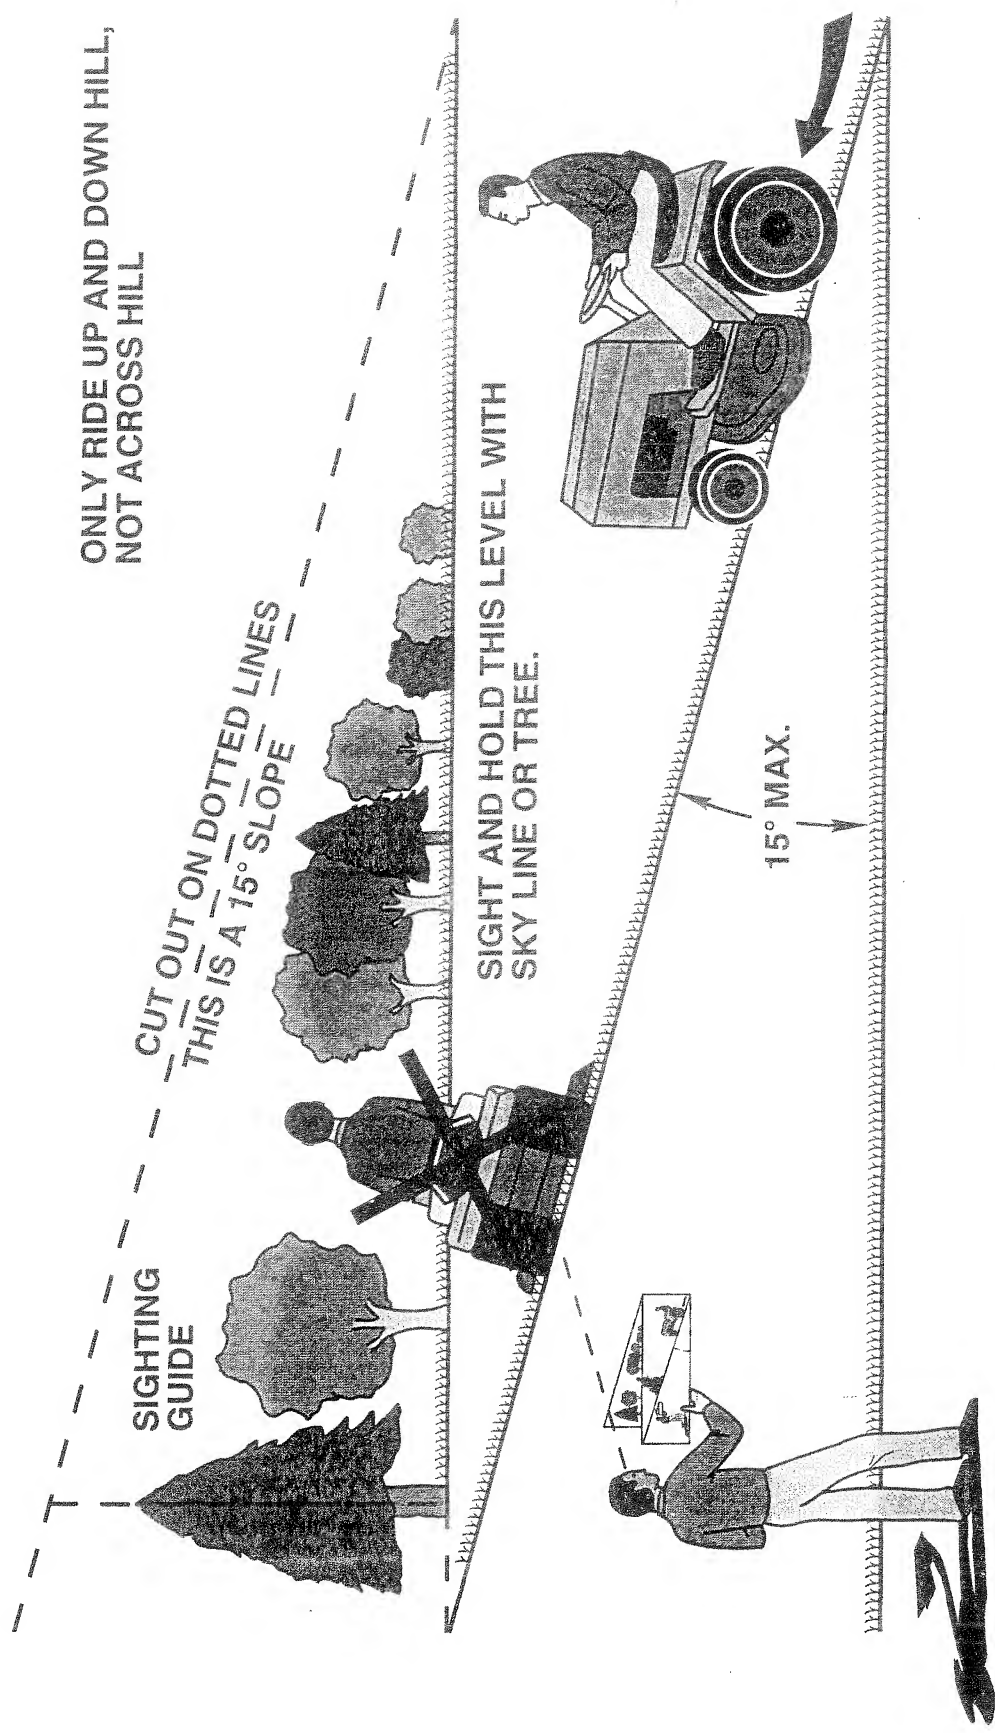 ONLY RIDE UP AND DOWN HILL,
NOT ACROSS HILL
CUT OUT ON DOTTED LINES
THIS IS A 15° SLOPE
SIGHTING
GUIDE
SIGHT AND HOLD THIS LEVEL WITH
SKY LINE OR TREE.
15° MAX.